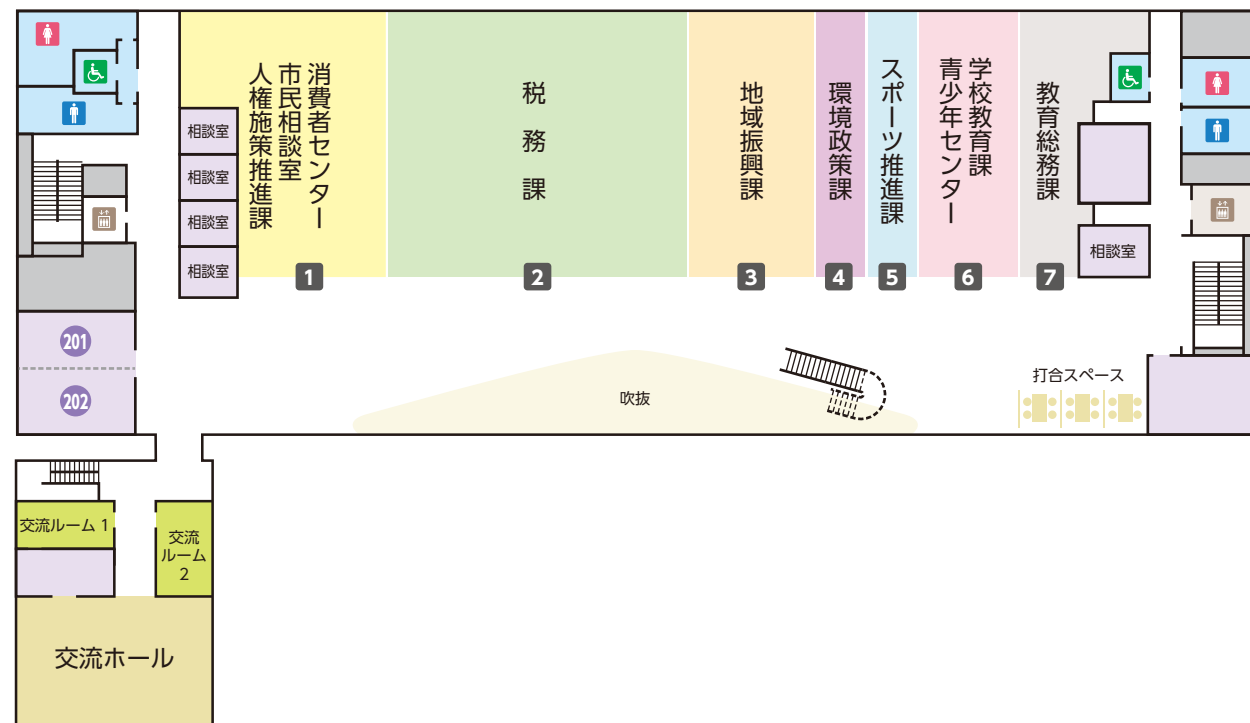 消費者センター
市民相談室
人権施策推進課
相談室
相談室
相談室
相談室
1
税務課
2
地域振興課
3
環境政策課
4
スポーツ推進課
5
学校教育課
青少年センター
6
教育総務課
7
相談室
201
202
吹抜
打合スペース
交流ルーム 1
交流
ルーム
2
交流ホール